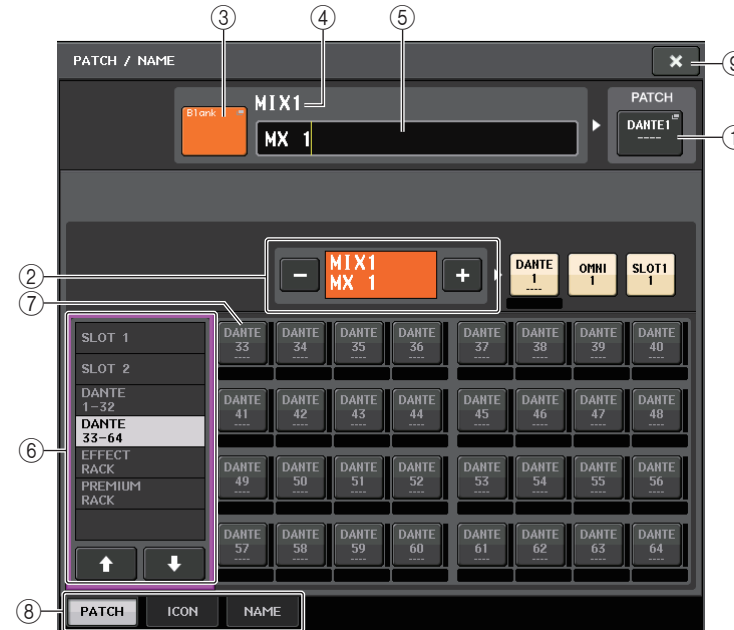 ③ ④ ⑤
PATCH / NAME × ⑨
Blank MIX1 PATCH
MX 1 DANTE1 ①
----
② − MIX1 + DANTE OMNI SLOT1
MX 1 1 1 1
----
⑦
SLOT 1 DANTE DANTE DANTE DANTE DANTE DANTE DANTE DANTE
33 34 35 36 37 38 39 40
---- ---- ---- ---- ---- ---- ---- ----
SLOT 2
DANTE
1-32 DANTE DANTE DANTE DANTE DANTE DANTE DANTE DANTE
41 42 43 44 45 46 47 48
---- ---- ---- ---- ---- ---- ---- ----
DANTE
33-64
⑥ EFFECT
RACK DANTE DANTE DANTE DANTE DANTE DANTE DANTE DANTE
49 50 51 52 53 54 55 56
---- ---- ---- ---- ---- ---- ---- ----
PREMIUM
RACK
DANTE DANTE DANTE DANTE DANTE DANTE DANTE DANTE
57 58 59 60 61 62 63 64
---- ---- ---- ---- ---- ---- ---- ----
⑧ PATCH ICON NAME